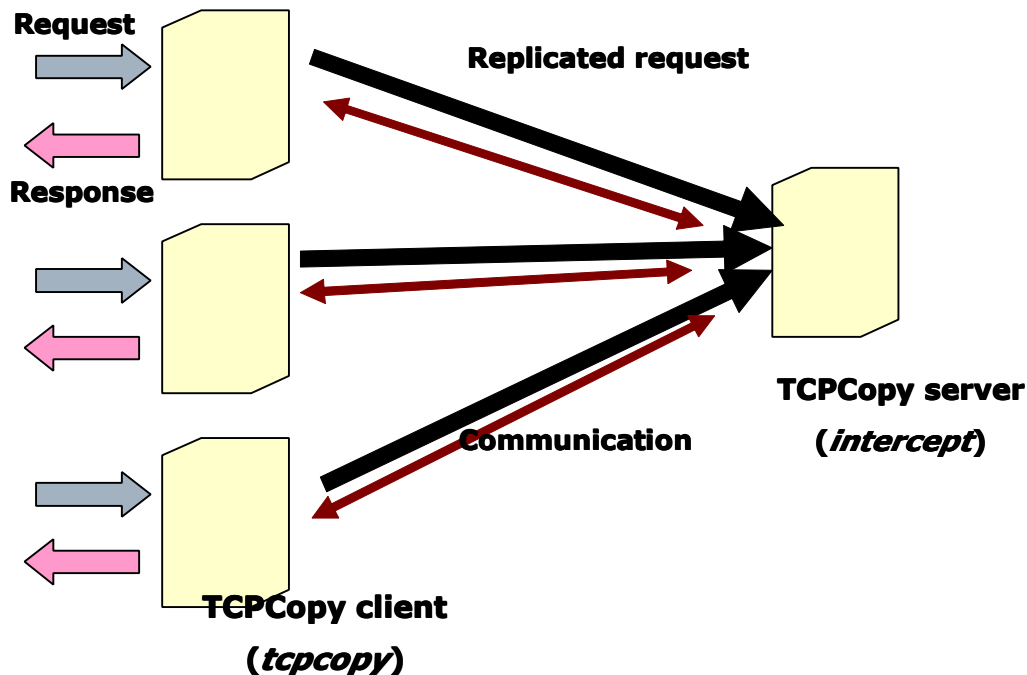 Request
Replicated request
Response
TCPCopy server
(intercept)
Communication
TCPCopy client
(tcpcopy)